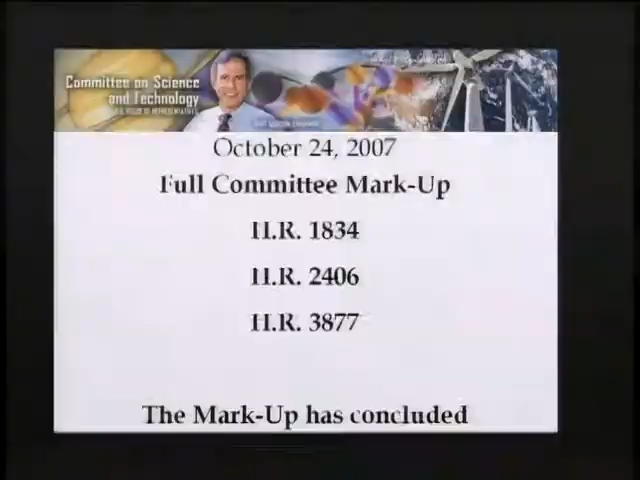 Committee on Science
and Technology
October 24, 2007
Full Committee Mark-Up
H.R. 1834
H.R. 2406
H.R. 3877
The Mark-Up has concluded